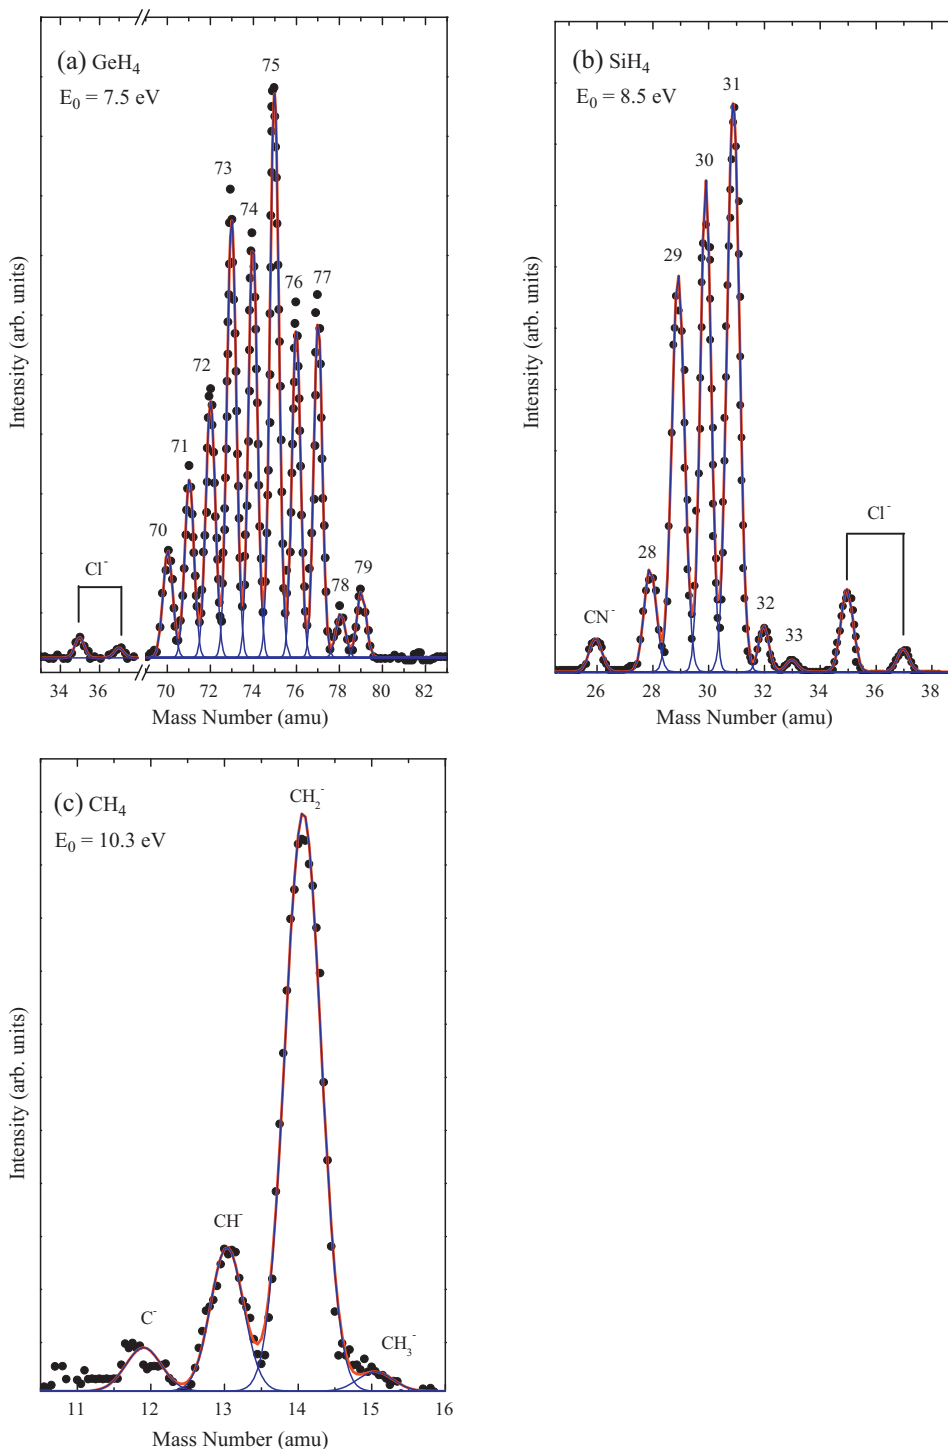 (a) GeH₄
E₀ = 7.5 eV
75
73
74
76
77
72
71
70
78
79
Cl⁻
Intensity (arb. units)
34 36 70 72 74 76 78 80 82
Mass Number (amu)
(b) SiH₄
E₀ = 8.5 eV
31
30
29
28
32
33
CN⁻
Cl⁻
Intensity (arb. units)
26 28 30 32 34 36 38
Mass Number (amu)
(c) CH₄
E₀ = 10.3 eV
CH₂⁻
CH⁻
C⁻
CH₃⁻
Intensity (arb. units)
11 12 13 14 15 16
Mass Number (amu)